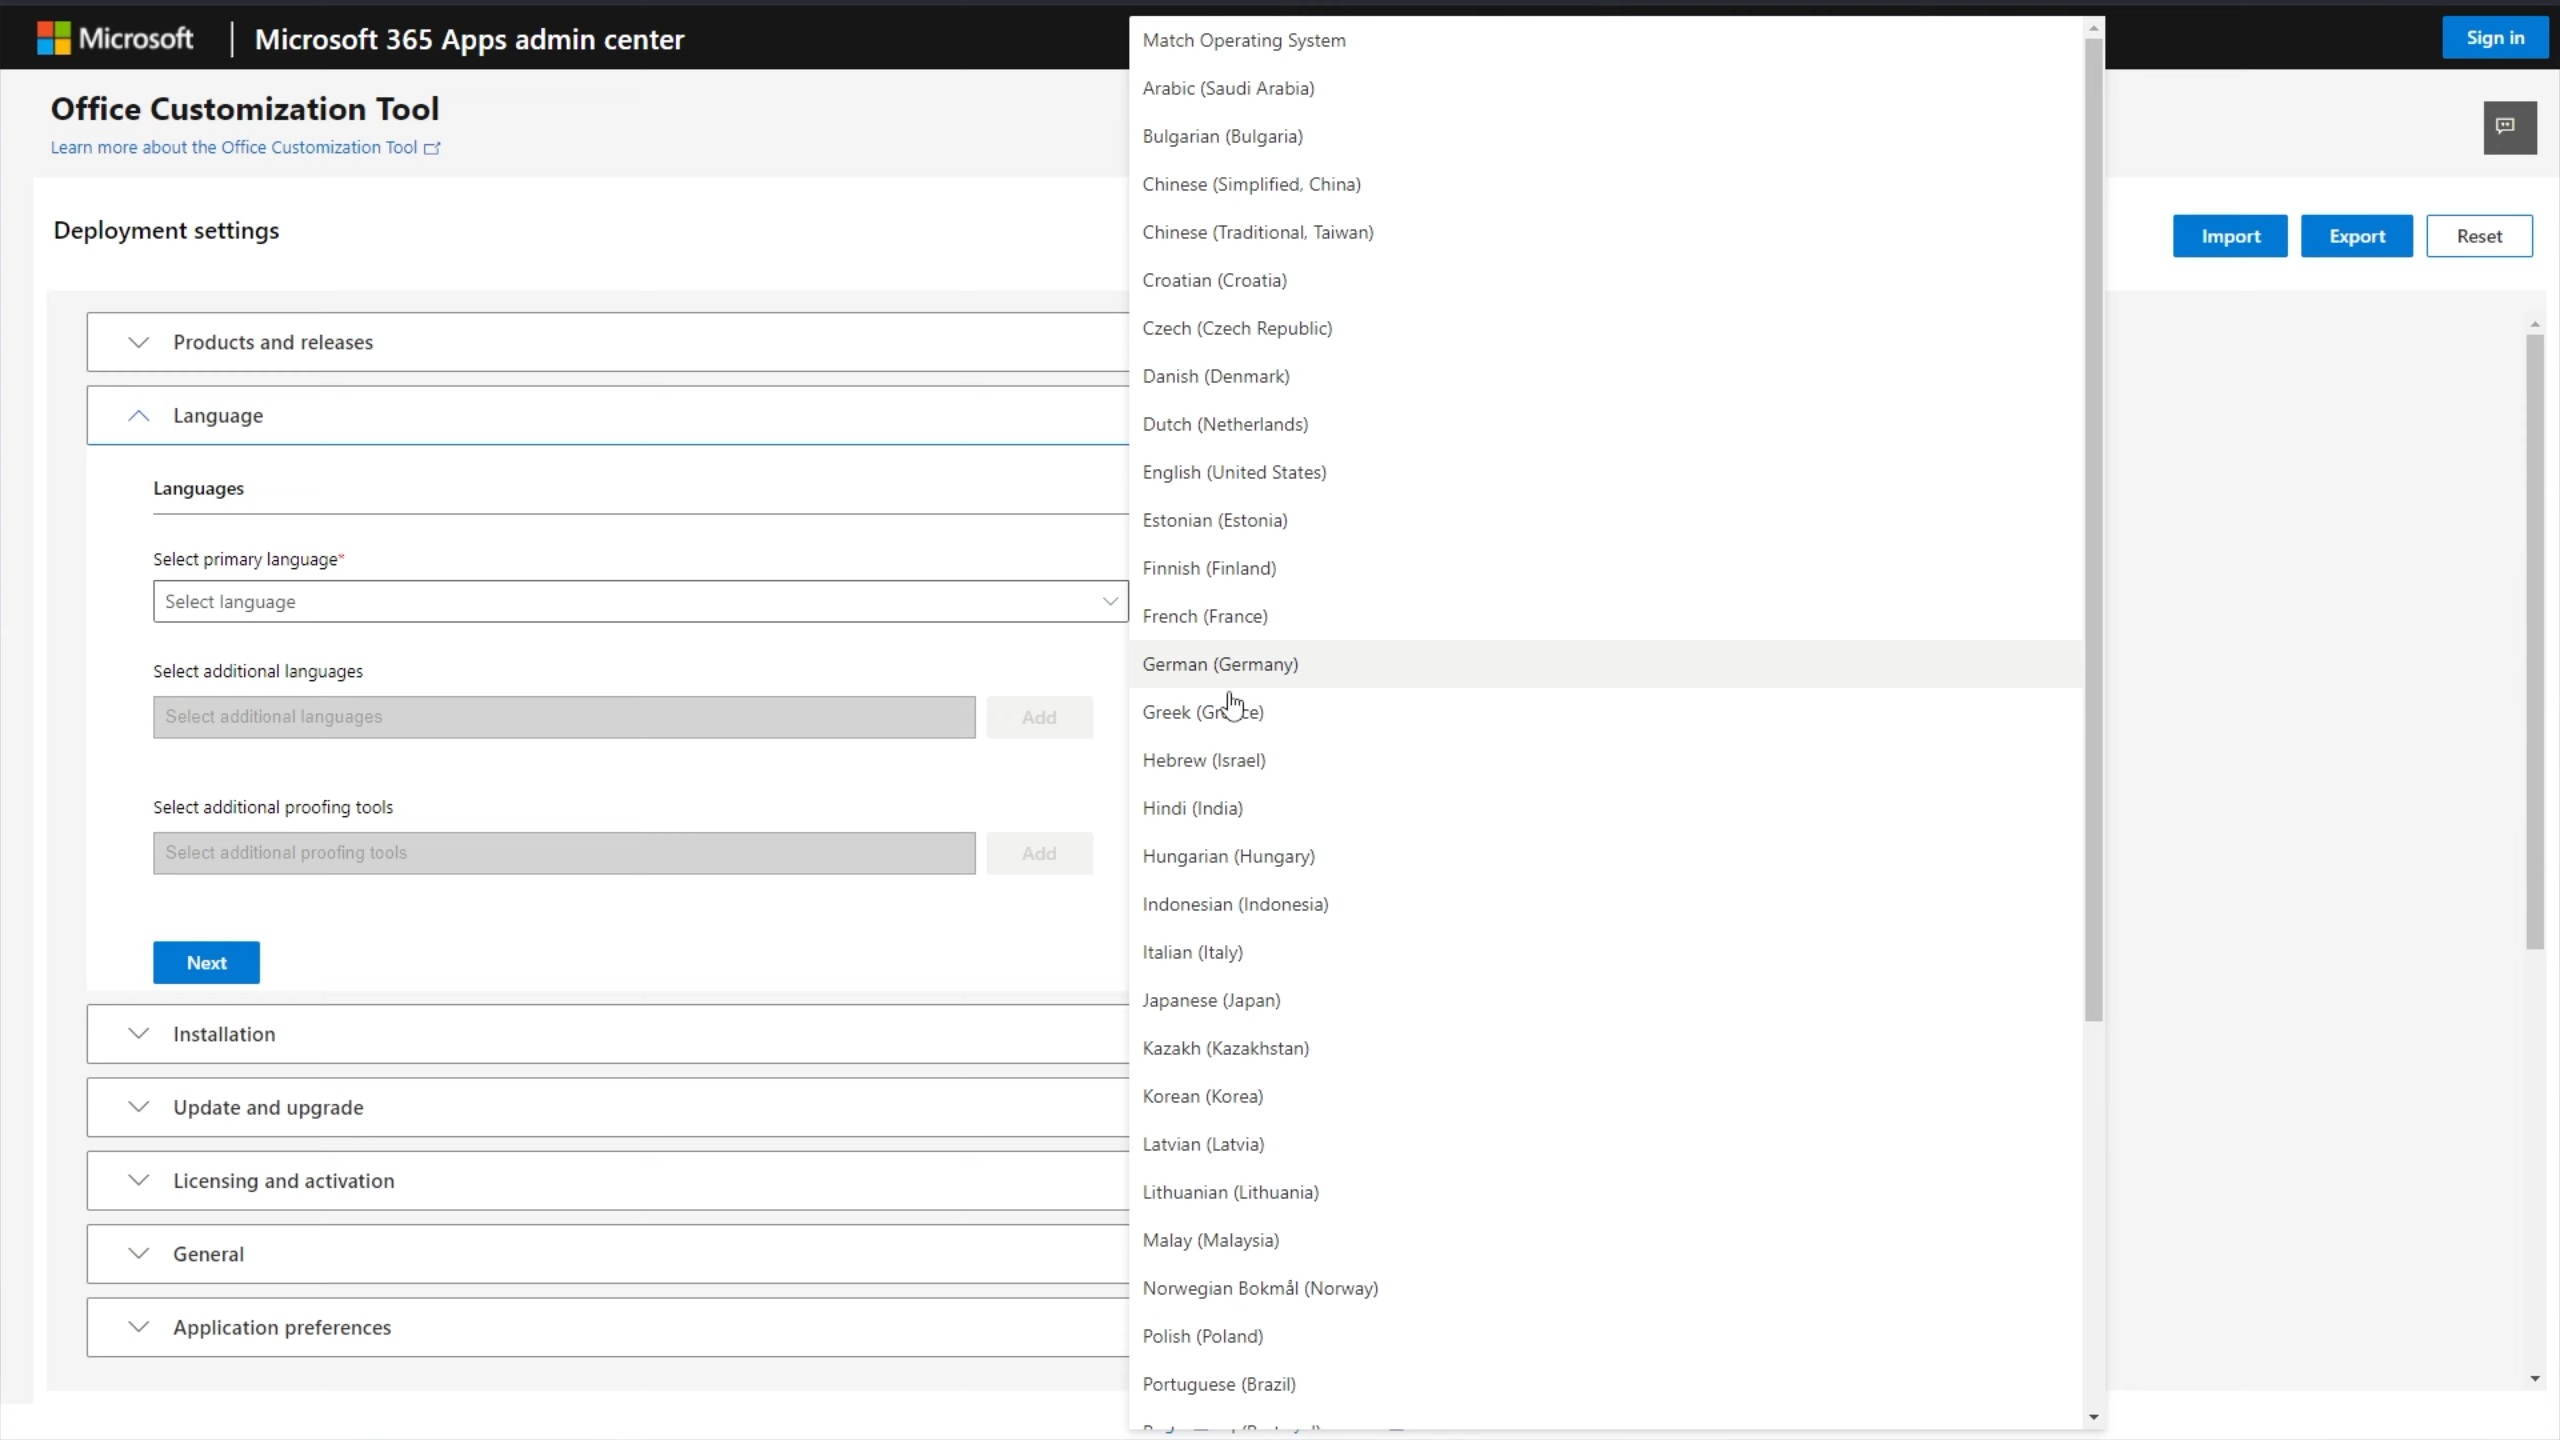 Microsoft
Microsoft 365 Apps admin center
Sign in
Office Customization Tool
Learn more about the Office Customization Tool
Deployment settings
Import
Export
Reset
Products and releases
Language
Languages
Select primary language*
Select language
Select additional languages
Select additional languages
Add
Select additional proofing tools
Select additional proofing tools
Add
Next
Installation
Update and upgrade
Licensing and activation
General
Application preferences
Match Operating System
Arabic (Saudi Arabia)
Bulgarian (Bulgaria)
Chinese (Simplified, China)
Chinese (Traditional, Taiwan)
Croatian (Croatia)
Czech (Czech Republic)
Danish (Denmark)
Dutch (Netherlands)
English (United States)
Estonian (Estonia)
Finnish (Finland)
French (France)
German (Germany)
Greek (Greece)
Hebrew (Israel)
Hindi (India)
Hungarian (Hungary)
Indonesian (Indonesia)
Italian (Italy)
Japanese (Japan)
Kazakh (Kazakhstan)
Korean (Korea)
Latvian (Latvia)
Lithuanian (Lithuania)
Malay (Malaysia)
Norwegian Bokmål (Norway)
Polish (Poland)
Portuguese (Brazil)